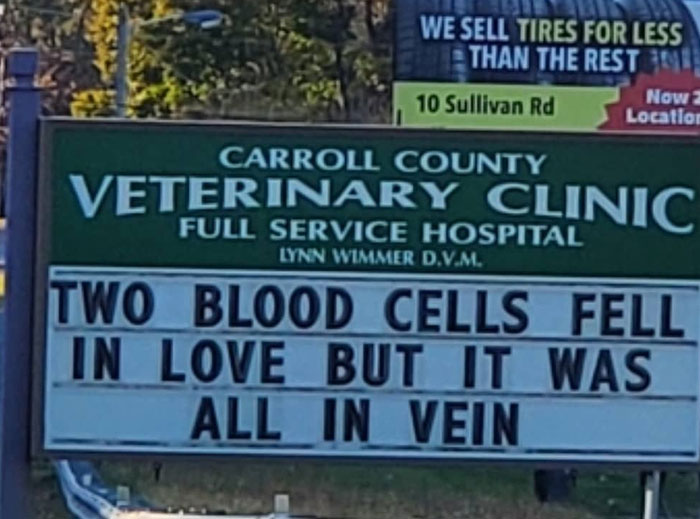 WE SELL TIRES FOR LESS
THAN THE REST
10 Sullivan Rd
Now
CARROLL COUNTY
VETERINARY CLINIC
FULL SERVICE HOSPITAL
LYNN WIMMER D.V.M.
TWO BLOOD CELLS FELL
IN LOVE BUT IT WAS
ALL IN VEIN